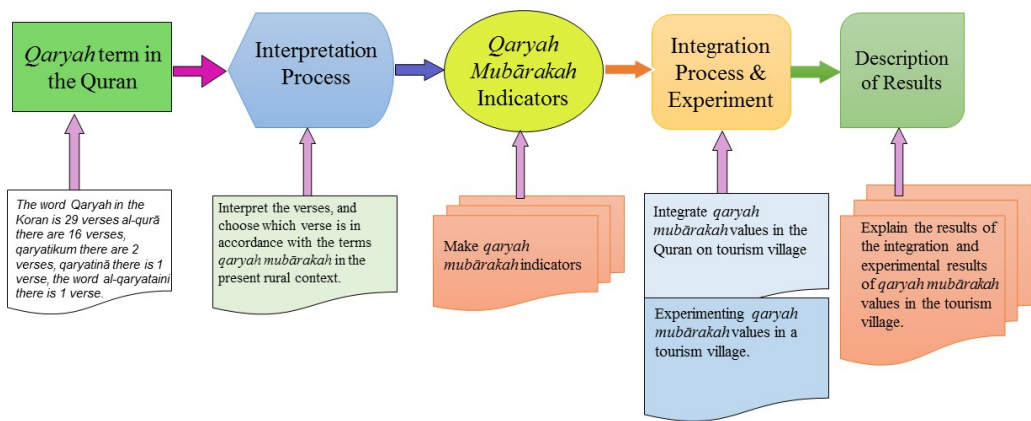 Qaryah term in
the Quran
Interpretation
Process
Qaryah
Mubārakah
Indicators
Integration
Process &
Experiment
Description
of Results
The word Qaryah in the
Koran is 29 verses al-qurā
there are 16 verses,
qaryatikum there are 2
verses, qaryatinā there is 1
verse, the word al-qaryataini
there is 1 verse.
Interpret the verses, and
choose which verse is in
accordance with the terms
qaryah mubārakah in the
present rural context.
Make qaryah
mubārakah indicators
Integrate qaryah
mubārakah values in the
Quran on tourism village
Experimenting qaryah
mubārakah values in a
tourism village.
Explain the results of
the integration and
experimental results
of qaryah mubārakah
values in the tourism
village.